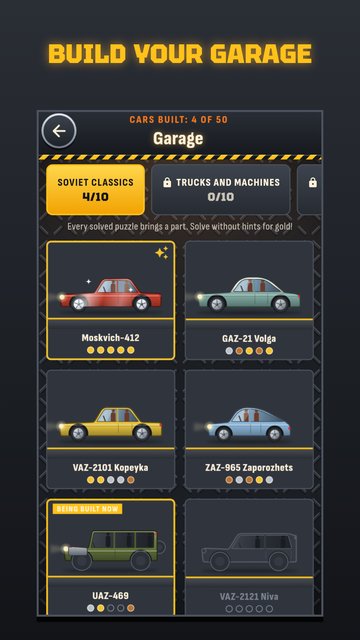 BUILD YOUR GARAGE
CARS BUILT: 4 OF 50
Garage
SOVIET CLASSICS
4/10
TRUCKS AND MACHINES
0/10
Every solved puzzle brings a part. Solve without hints for gold!
Moskvich-412
GAZ-21 Volga
VAZ-2101 Kopeyka
ZAZ-965 Zaporozhets
BEING BUILT NOW
UAZ-469
VAZ-2121 Niva